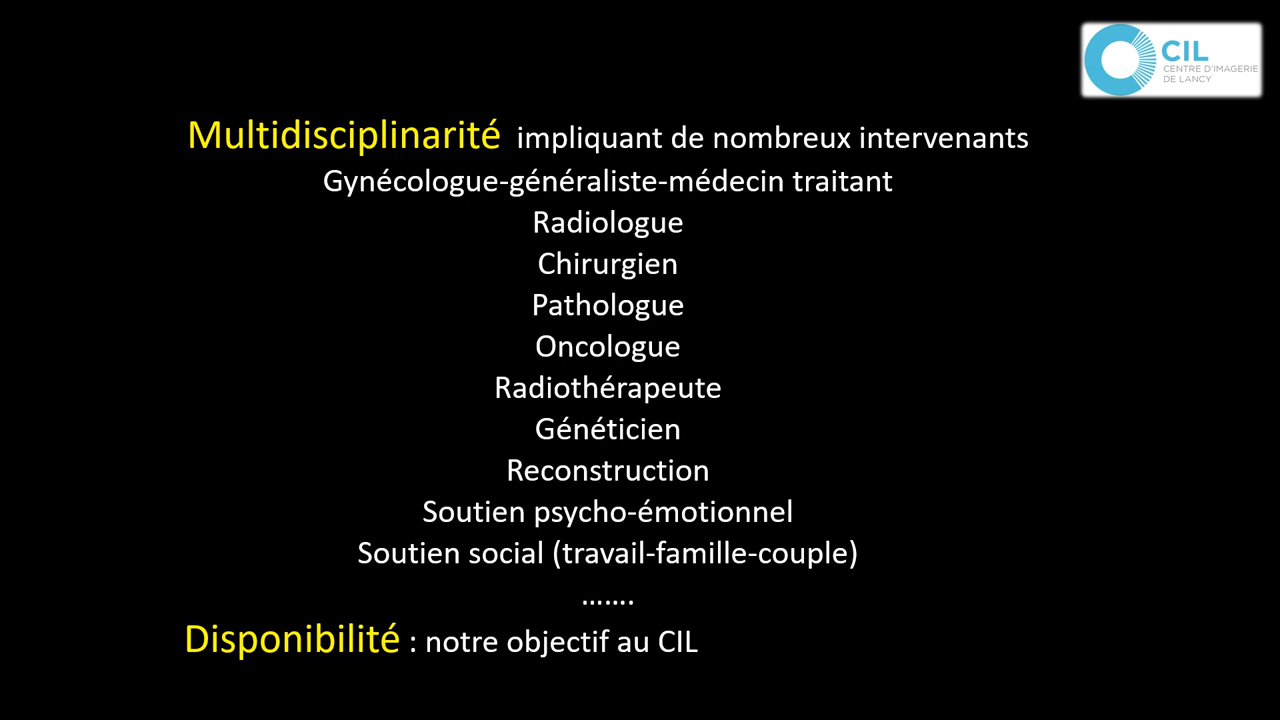 CIL
CENTRE D'IMAGERIE
DE LANCY
Multidisciplinarité impliquant de nombreux intervenants
Gynécologue-généraliste-médecin traitant
Radiologue
Chirurgien
Pathologue
Oncologue
Radiothérapeute
Généticien
Reconstruction
Soutien psycho-émotionnel
Soutien social (travail-famille-couple)
…….
Disponibilité : notre objectif au CIL